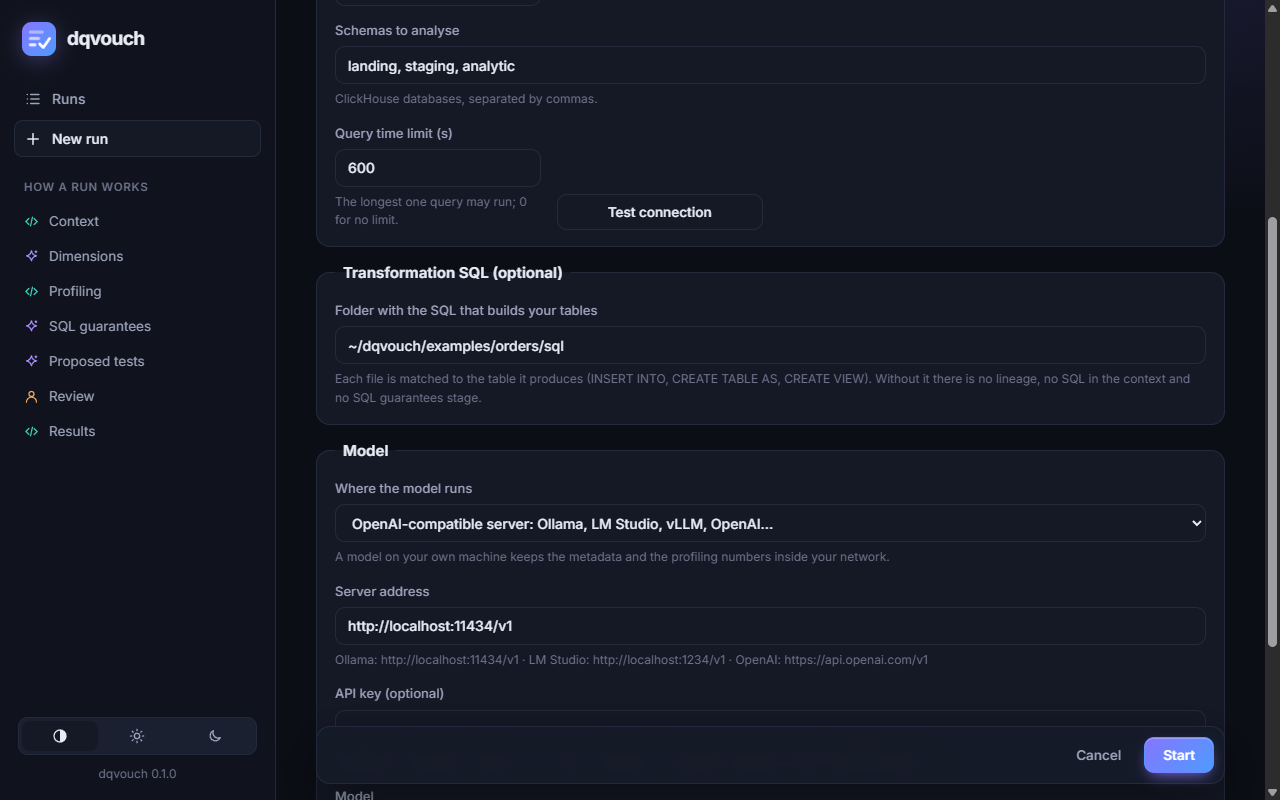 dqvouch
Runs
New run
HOW A RUN WORKS
Context
Dimensions
Profiling
SQL guarantees
Proposed tests
Review
Results
dqvouch 0.1.0
Schemas to analyse
landing, staging, analytic
ClickHouse databases, separated by commas.
Query time limit (s)
600
The longest one query may run; 0
for no limit.
Test connection
Transformation SQL (optional)
Folder with the SQL that builds your tables
~/dqvouch/examples/orders/sql
Each file is matched to the table it produces (INSERT INTO, CREATE TABLE AS, CREATE VIEW). Without it there is no lineage, no SQL in the context and
no SQL guarantees stage.
Model
Where the model runs
OpenAI-compatible server: Ollama, LM Studio, vLLM, OpenAI...
A model on your own machine keeps the metadata and the profiling numbers inside your network.
Server address
http://localhost:11434/v1
Ollama: http://localhost:11434/v1 · LM Studio: http://localhost:1234/v1 · OpenAI: https://api.openai.com/v1
API key (optional)
Cancel
Start
Model